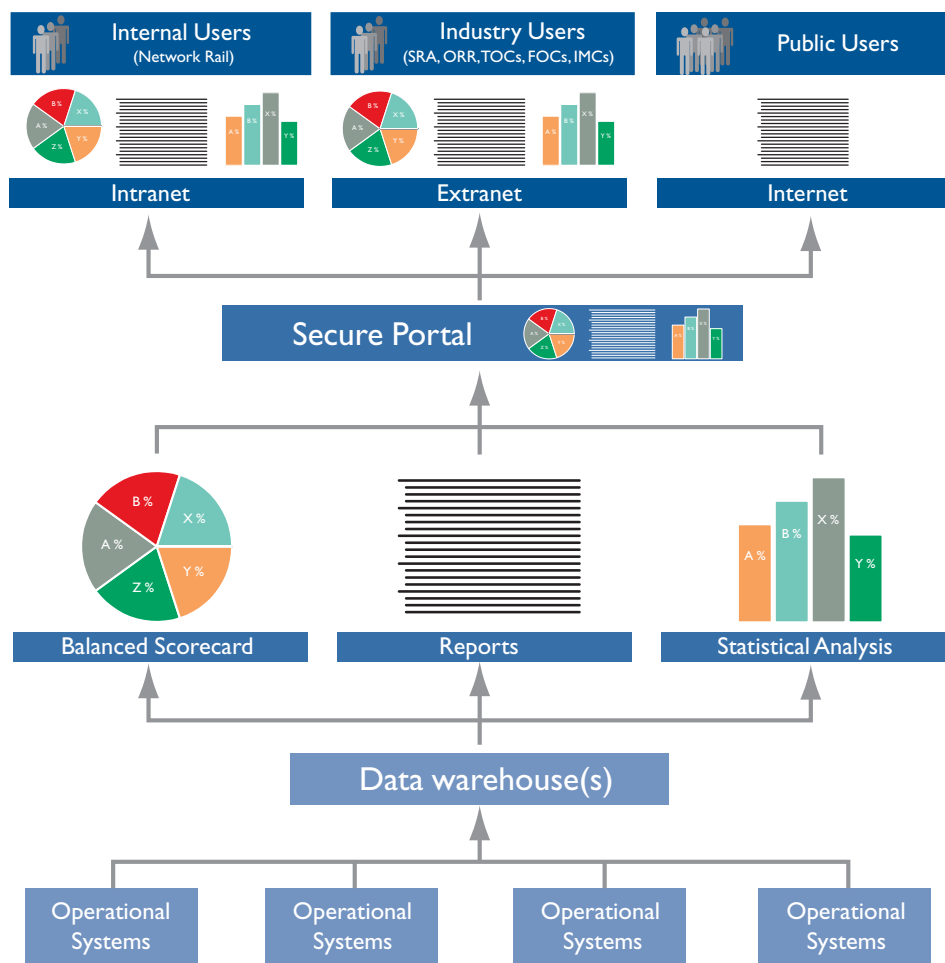 Internal Users
(Network Rail)
Industry Users
(SRA, ORR, TOCs, FOCs, IMCs)
Public Users
B %
X %
A %
Y %
Z %
A %
B %
X %
Y %
B %
X %
A %
Y %
Z %
A %
B %
X %
Y %
Intranet
Extranet
Internet
Secure Portal
B %
X %
A %
Y %
Z %
A %
B %
X %
Y %
B %
X %
A %
Y %
Z %
A %
B %
X %
Y %
Balanced Scorecard
Reports
Statistical Analysis
Data warehouse(s)
Operational
Systems
Operational
Systems
Operational
Systems
Operational
Systems